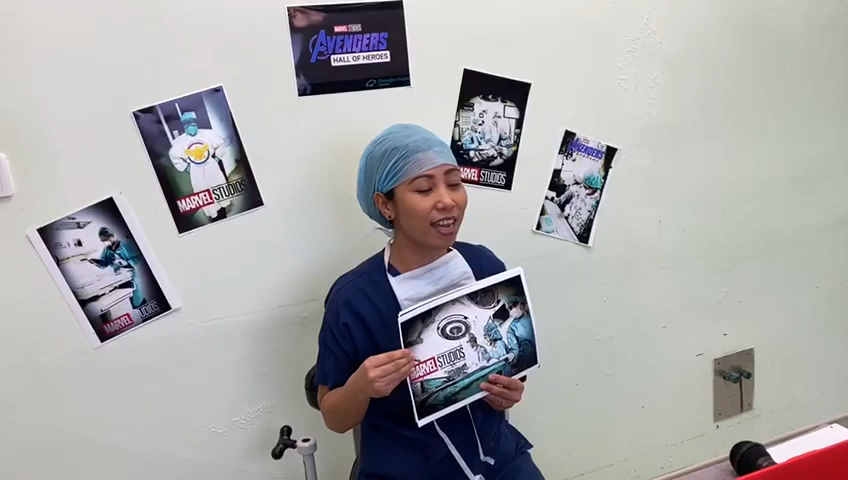 MARVEL
STUDIOS
AVENGERS
HALL OF HEROES
MARVEL STUDIOS
MARVEL STUDIOS
AVENGERS
MARVEL STUDIOS
MARVEL STUDIOS